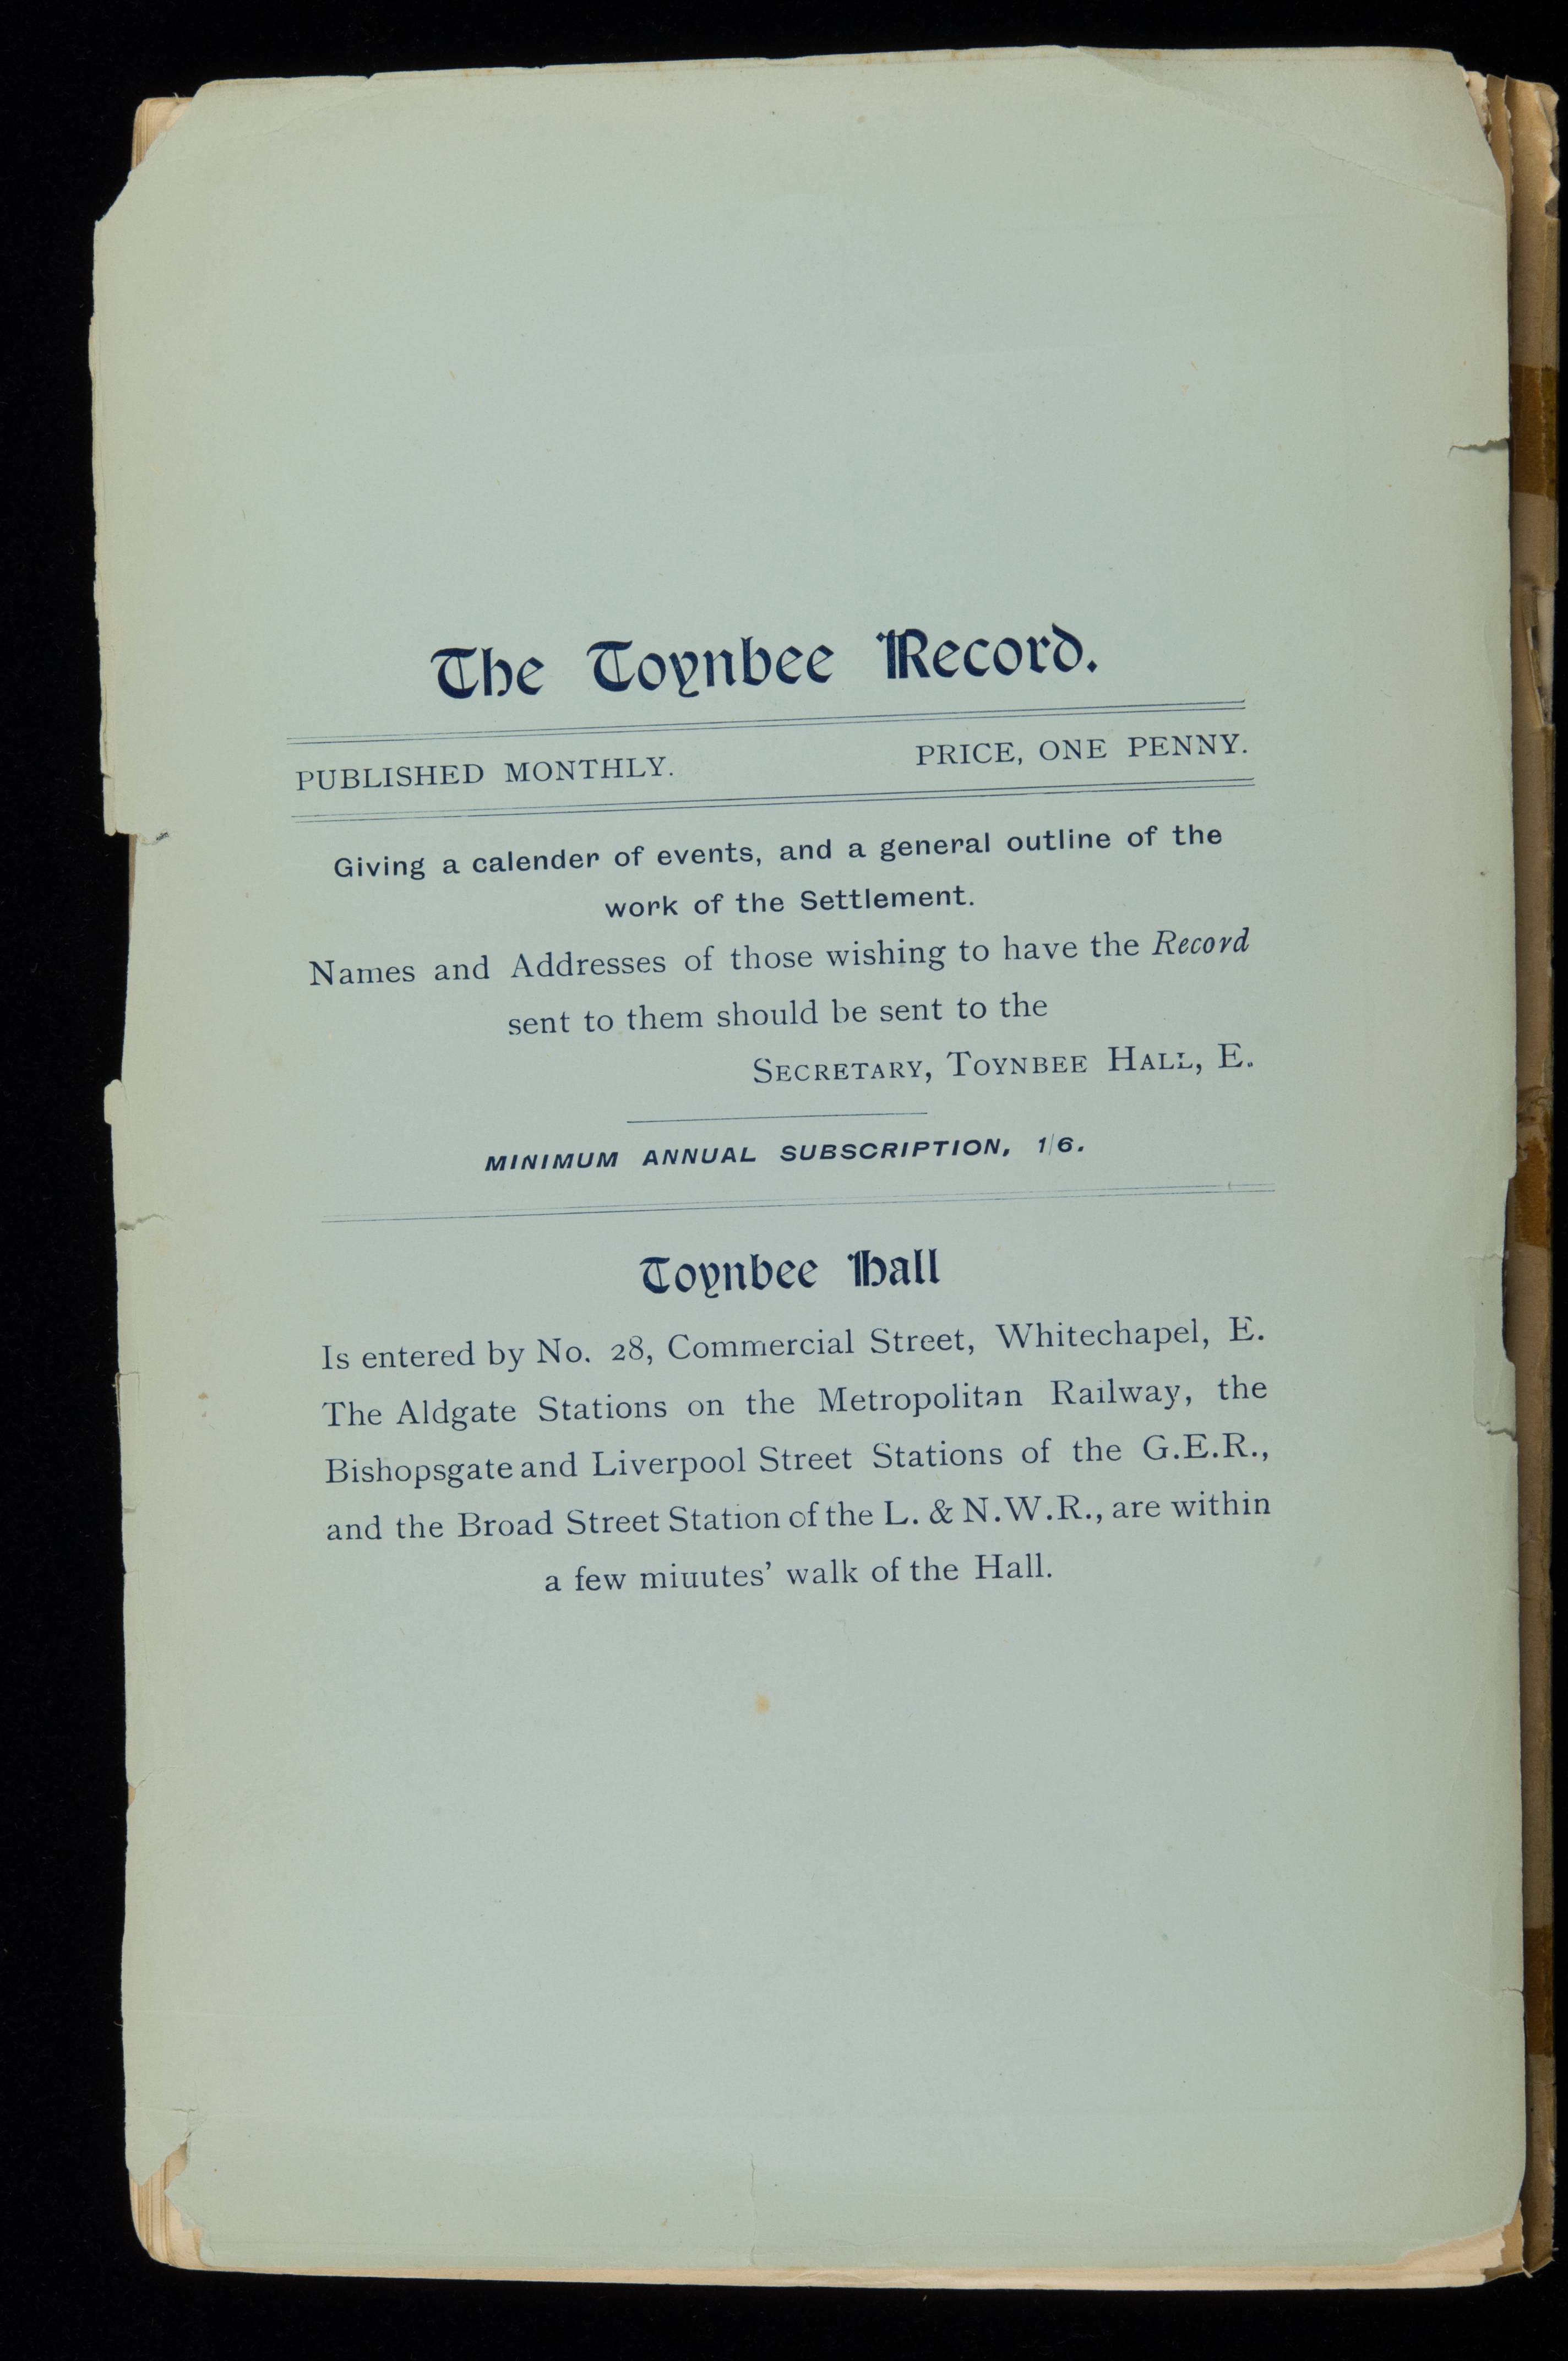 The Toynbee Record.
PUBLISHED MONTHLY. PRICE, ONE PENNY.
Giving a calender of events, and a general outline of the
work of the Settlement.
Names and Addresses of those wishing to have the Record
sent to them should be sent to the
SECRETARY, TOYNBEE HALL, E.
MINIMUM ANNUAL SUBSCRIPTION, 1/6.
Toynbee Hall
Is entered by No. 28, Commercial Street, Whitechapel, E.
The Aldgate Stations on the Metropolitan Railway, the
Bishopsgate and Liverpool Street Stations of the G.E.R.,
and the Broad Street Station of the L. & N.W.R., are within
a few miuutes' walk of the Hall.